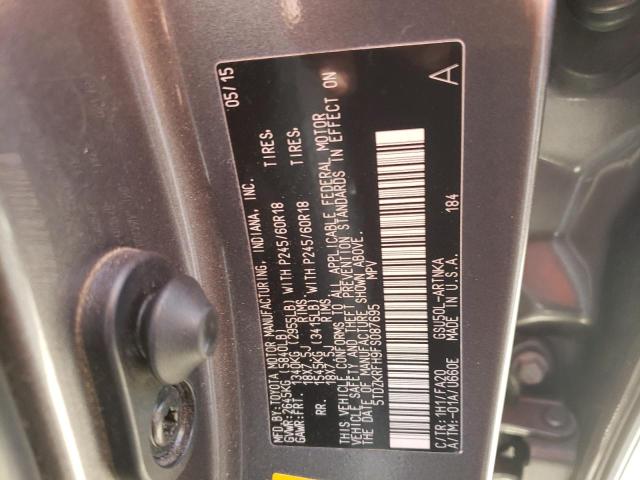 MFD.BY:TOYOTA MOTOR MANUFACTURING, INDIANA, INC. 05/15
GVWR:2645KG (5840LB)
GAWR:FRT. 1340KG (2955LB) WITH P245/60R18 TIRES,
18X7.5J RIMS,
RR. 1545KG (3415LB) WITH P245/60R18 TIRES,
18X7.5J RIMS,
THIS VEHICLE CONFORMS TO ALL APPLICABLE FEDERAL MOTOR
VEHICLE SAFETY AND THEFT PREVENTION STANDARDS IN EFFECT ON
THE DATE OF MANUFACTURE SHOWN ABOVE.
5TDZKRFH9FS087695 MPV A
184
C/TR:1H1/FA20 GSU50L-ARTNKA
A/TM:-01A/U660E MADE IN U.S.A.